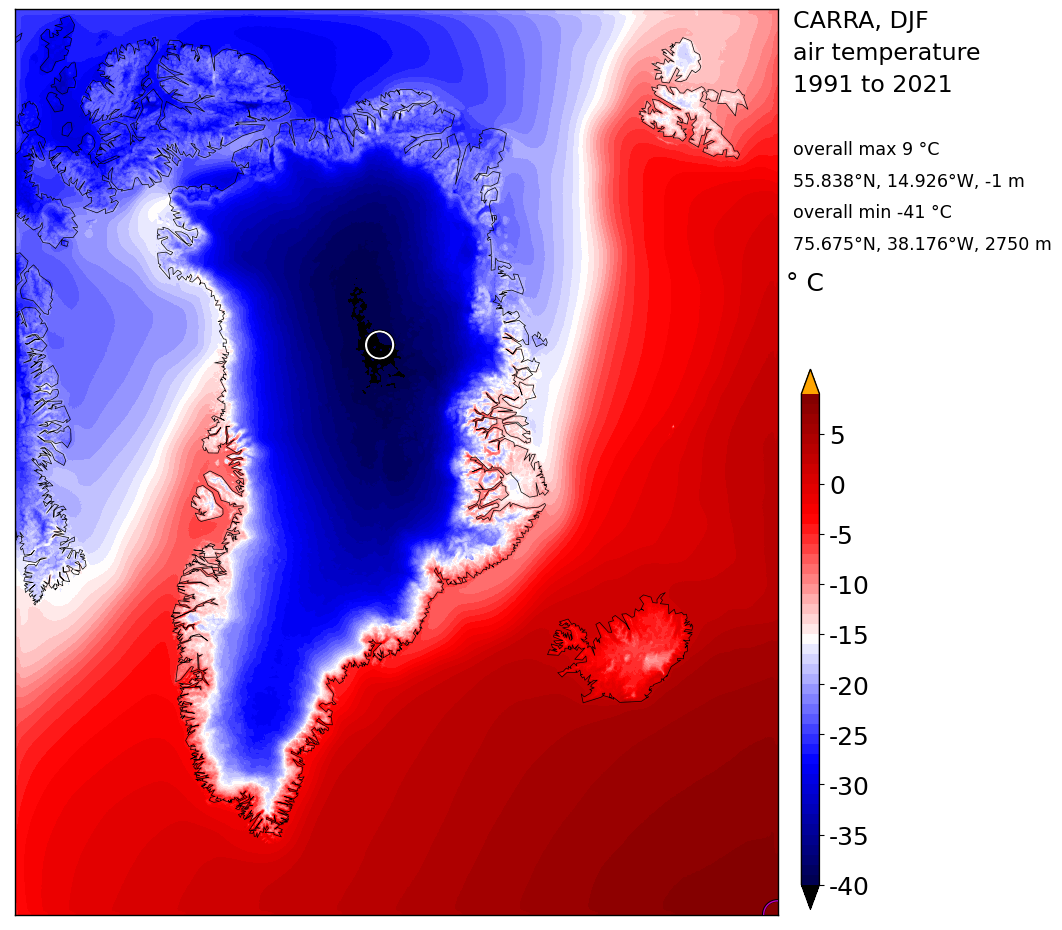 CARRA, DJF
air temperature
1991 to 2021
overall max 9 °C
55.838°N, 14.926°W, -1 m
overall min -41 °C
75.675°N, 38.176°W, 2750 m
° C
5
0
-5
-10
-15
-20
-25
-30
-35
-40